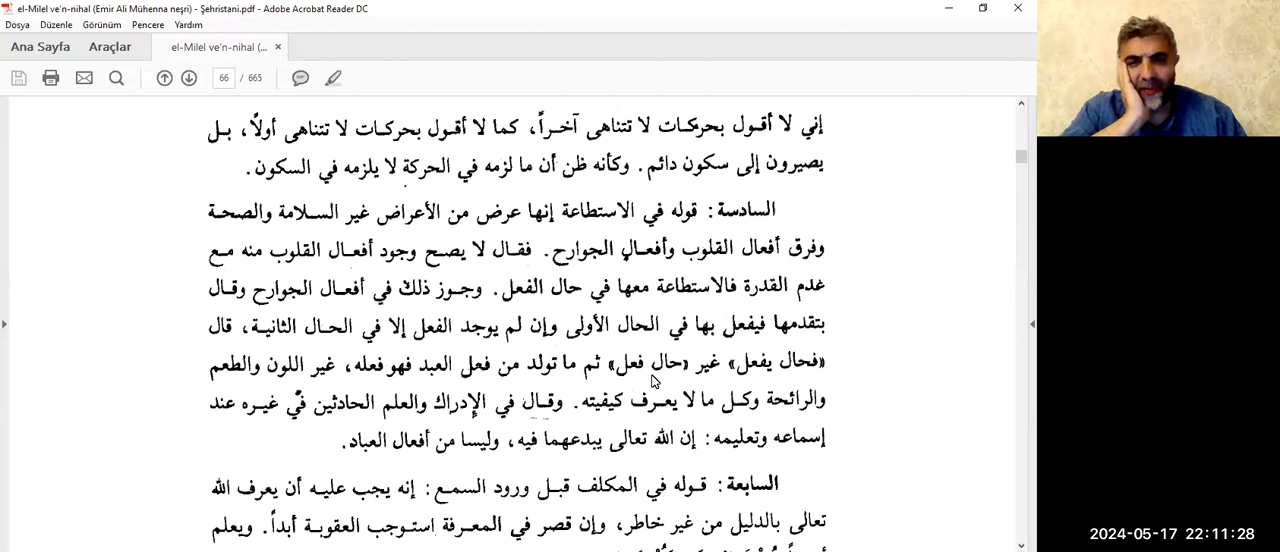 el-Milel ve'n-nihal (Emir Ali Mühenna neşri) - Şehristani.pdf - Adobe Acrobat Reader DC
Dosya Düzenle Görünüm Pencere Yardım
Ana Sayfa Araçlar el-Milel ve'n-nihal (... ×
66 / 665
إني لا أقول بحركات لا تتناهى آخراً، كما لا أقول بحركات لا تتناهى أولاً، بل
يصيرون إلى سكون دائم. وكأنه ظن أن ما لزمه في الحركة لا يلزمه في السكون.
السادسة: قوله في الاستطاعة إنها عرض من الأعراض غير السلامة والصحة
وفرق أفعال القلوب وأفعال الجوارح. فقال لا يصح وجود أفعال القلوب منه مع
عدم القدرة فالاستطاعة معها في حال الفعل. وجوز ذلك في أفعال الجوارح وقال
بتقدمها فيفعل بها في الحال الأولى وإن لم يوجد الفعل إلا في الحال الثانية، قال
«فحال يفعل» غير «حال فعل» ثم ما تولد من فعل العبد فهو فعله، غير اللون والطعم
والرائحة وكل ما لا يعرف كيفيته. وقال في الإدراك والعلم الحادثين في غيره عند
إسماعه وتعليمه: إن الله تعالى يبدعهما فيه، وليسا من أفعال العباد.
السابعة: قوله في المكلف قبل ورود السمع: إنه يجب عليه أن يعرف الله
تعالى بالدليل من غير خاطر، وإن قصر في المعرفة استوجب العقوبة أبداً. ويعلم
2024-05-17 22:11:28